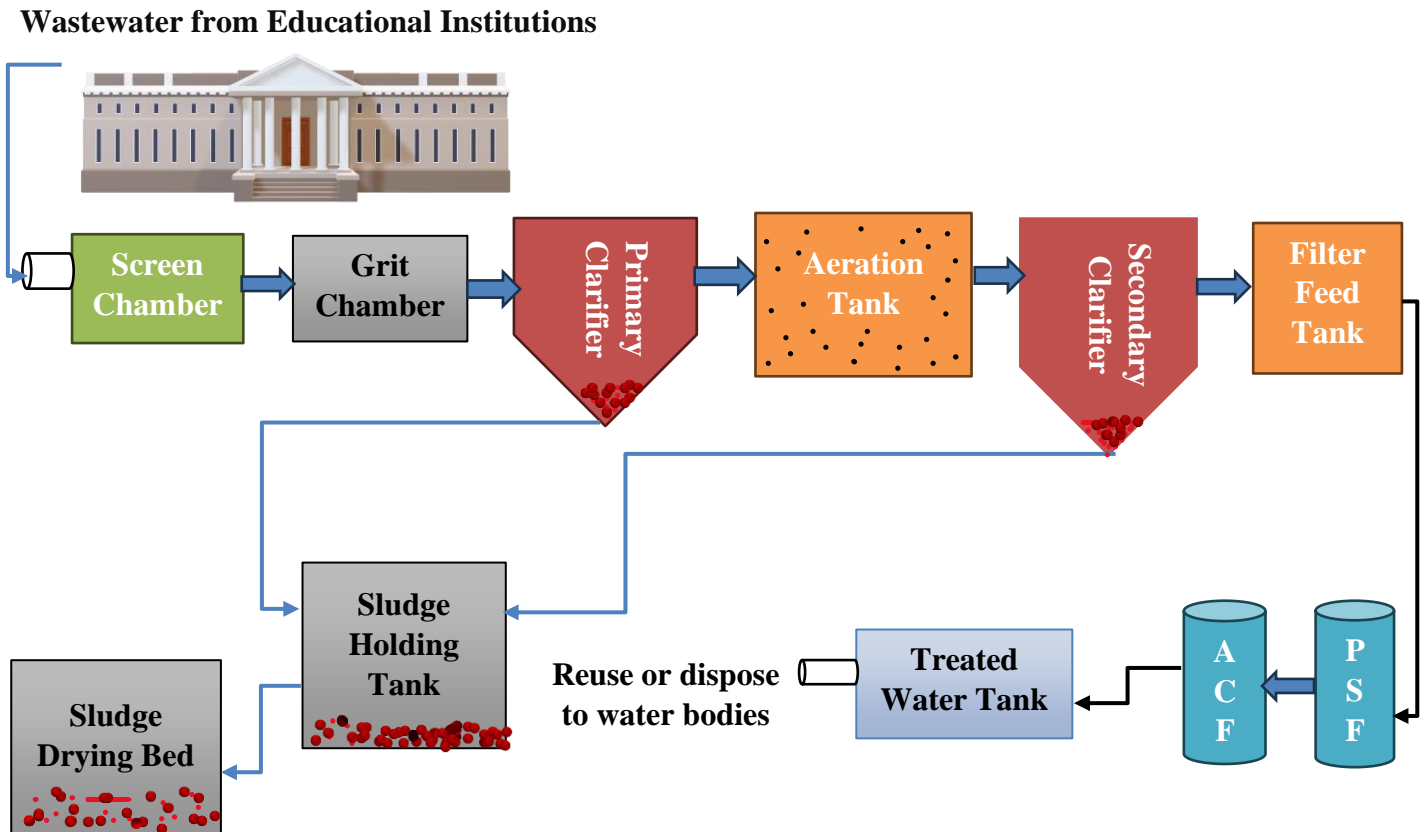 Wastewater from Educational Institutions
Screen
Chamber
Grit
Chamber
Primary
Clarifier
Aeration
Tank
Secondary
Clarifier
Filter
Feed
Tank
Sludge
Holding
Tank
Sludge
Drying Bed
Reuse or dispose
to water bodies
Treated
Water Tank
A
C
F
P
S
F